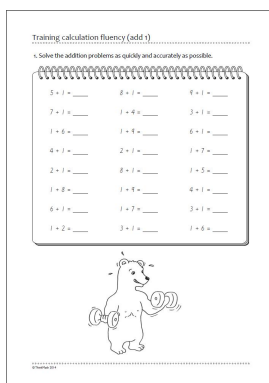 Training calculation fluency (add 1)
1. Solve the addition problems as quickly and accurately as possible.
5 + 1 = ____ 8 + 1 = ____ 9 + 1 = ____
7 + 1 = ____ 1 + 4 = ____ 3 + 1 = ____
1 + 6 = ____ 1 + 9 = ____ 6 + 1 = ____
4 + 1 = ____ 2 + 1 = ____ 1 + 7 = ____
2 + 1 = ____ 8 + 1 = ____ 1 + 5 = ____
1 + 8 = ____ 1 + 9 = ____ 4 + 1 = ____
6 + 1 = ____ 1 + 7 = ____ 3 + 1 = ____
1 + 2 = ____ 3 + 1 = ____ 1 + 6 = ____